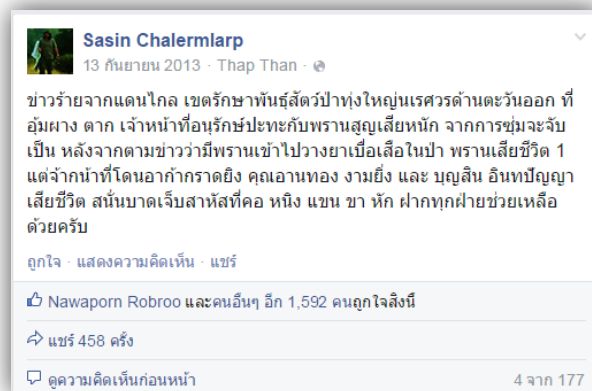 Sasin Chalermlarp
13 กันยายน 2013 · Thap Than ·
ข่าวร้ายจากแดนไกล เขตรักษาพันธุ์สัตว์ป่าทุ่งใหญ่นเรศวรด้านตะวันออก ที่
อุ้มผาง ตาก เจ้าหน้าที่อนุรักษ์ปะทะกับพรานสูญเสียหนัก จากการซุ่มจะจับ
เป็น หลังจากตามข่าวว่ามีพรานเข้าไปวางยาเบื่อเสือในป่า พรานเสียชีวิต 1
แต่จ้ากน้าที่โดนอาก้ากราดยิง คุณอานทอง งามยิ่ง และ บุญสิน อินทปัญญา
เสียชีวิต สนั่นบาดเจ็บสาหัสที่คอ หนิง แขน ขา หัก ฝากทุกฝ่ายช่วยเหลือ
ด้วยครับ
ถูกใจ · แสดงความคิดเห็น · แชร์
Nawaporn Robroo และคนอื่นๆ อีก 1,592 คนถูกใจสิ่งนี้
แชร์ 458 ครั้ง
ดูความคิดเห็นก่อนหน้า 4 จาก 177